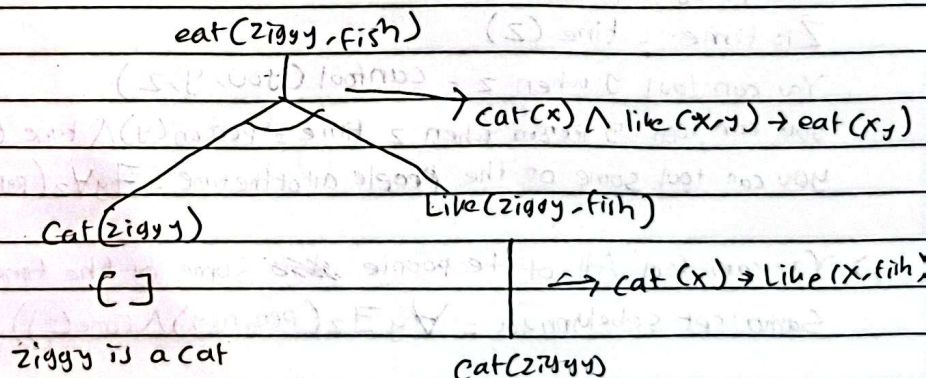 eat(ziggy, fish)
cat(x) ∧ like(x,y) → eat(x,y)
Cat(ziggy)
Like(ziggy, fish)
[ ]
⇒ cat(x) → Like(x, fish)
ziggy is a cat
cat(ziggy)